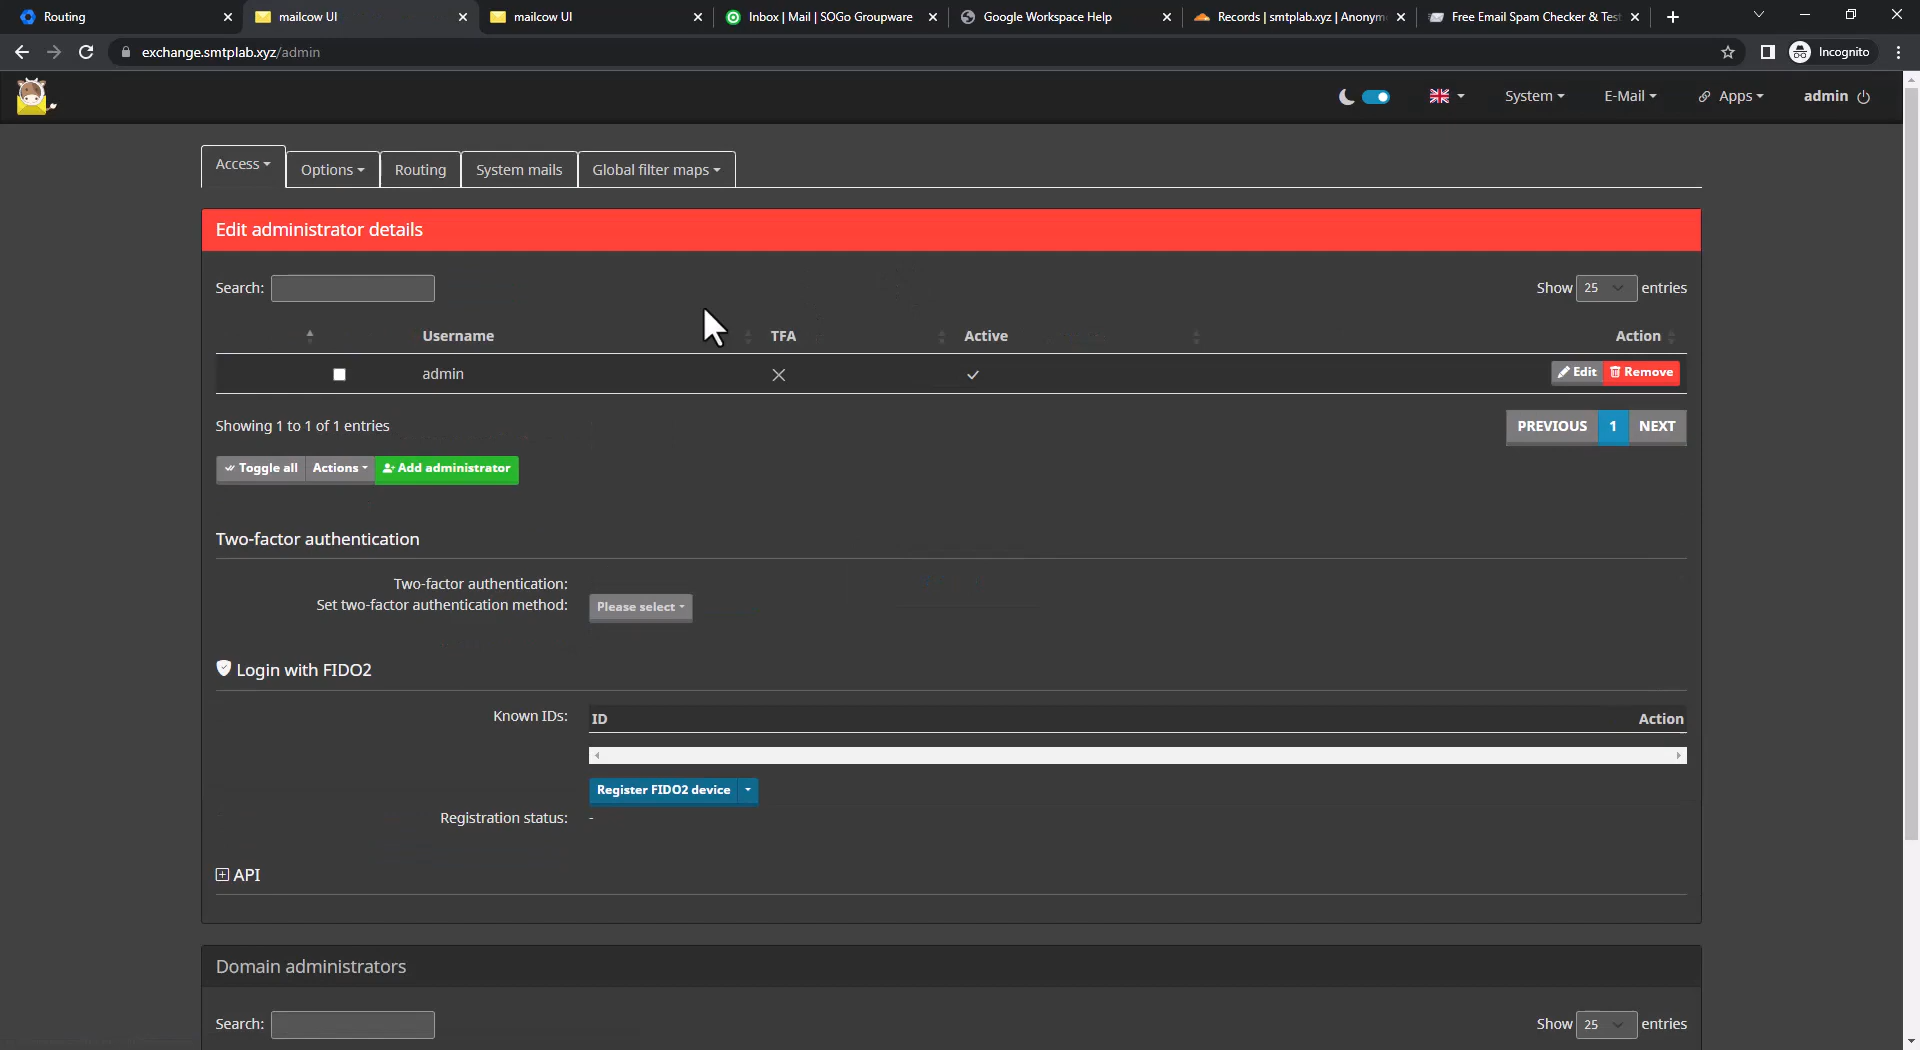 Routing
mailcow UI
mailcow UI
Inbox | Mail | SOGo Groupware
Google Workspace Help
Records | smtplab.xyz | Anonym
Free Email Spam Checker & Test
exchange.smtplab.xyz/admin
Incognito
System
E-Mail
Apps
admin
Access
Options
Routing
System mails
Global filter maps
Edit administrator details
Search:
Show 25 entries
Username
TFA
Active
Action
admin
Edit
Remove
Showing 1 to 1 of 1 entries
PREVIOUS 1 NEXT
Toggle all
Actions
Add administrator
Two-factor authentication
Two-factor authentication:
Set two-factor authentication method:
Please select
Login with FIDO2
Known IDs:
ID
Action
Register FIDO2 device
Registration status: -
API
Domain administrators
Search:
Show 25 entries